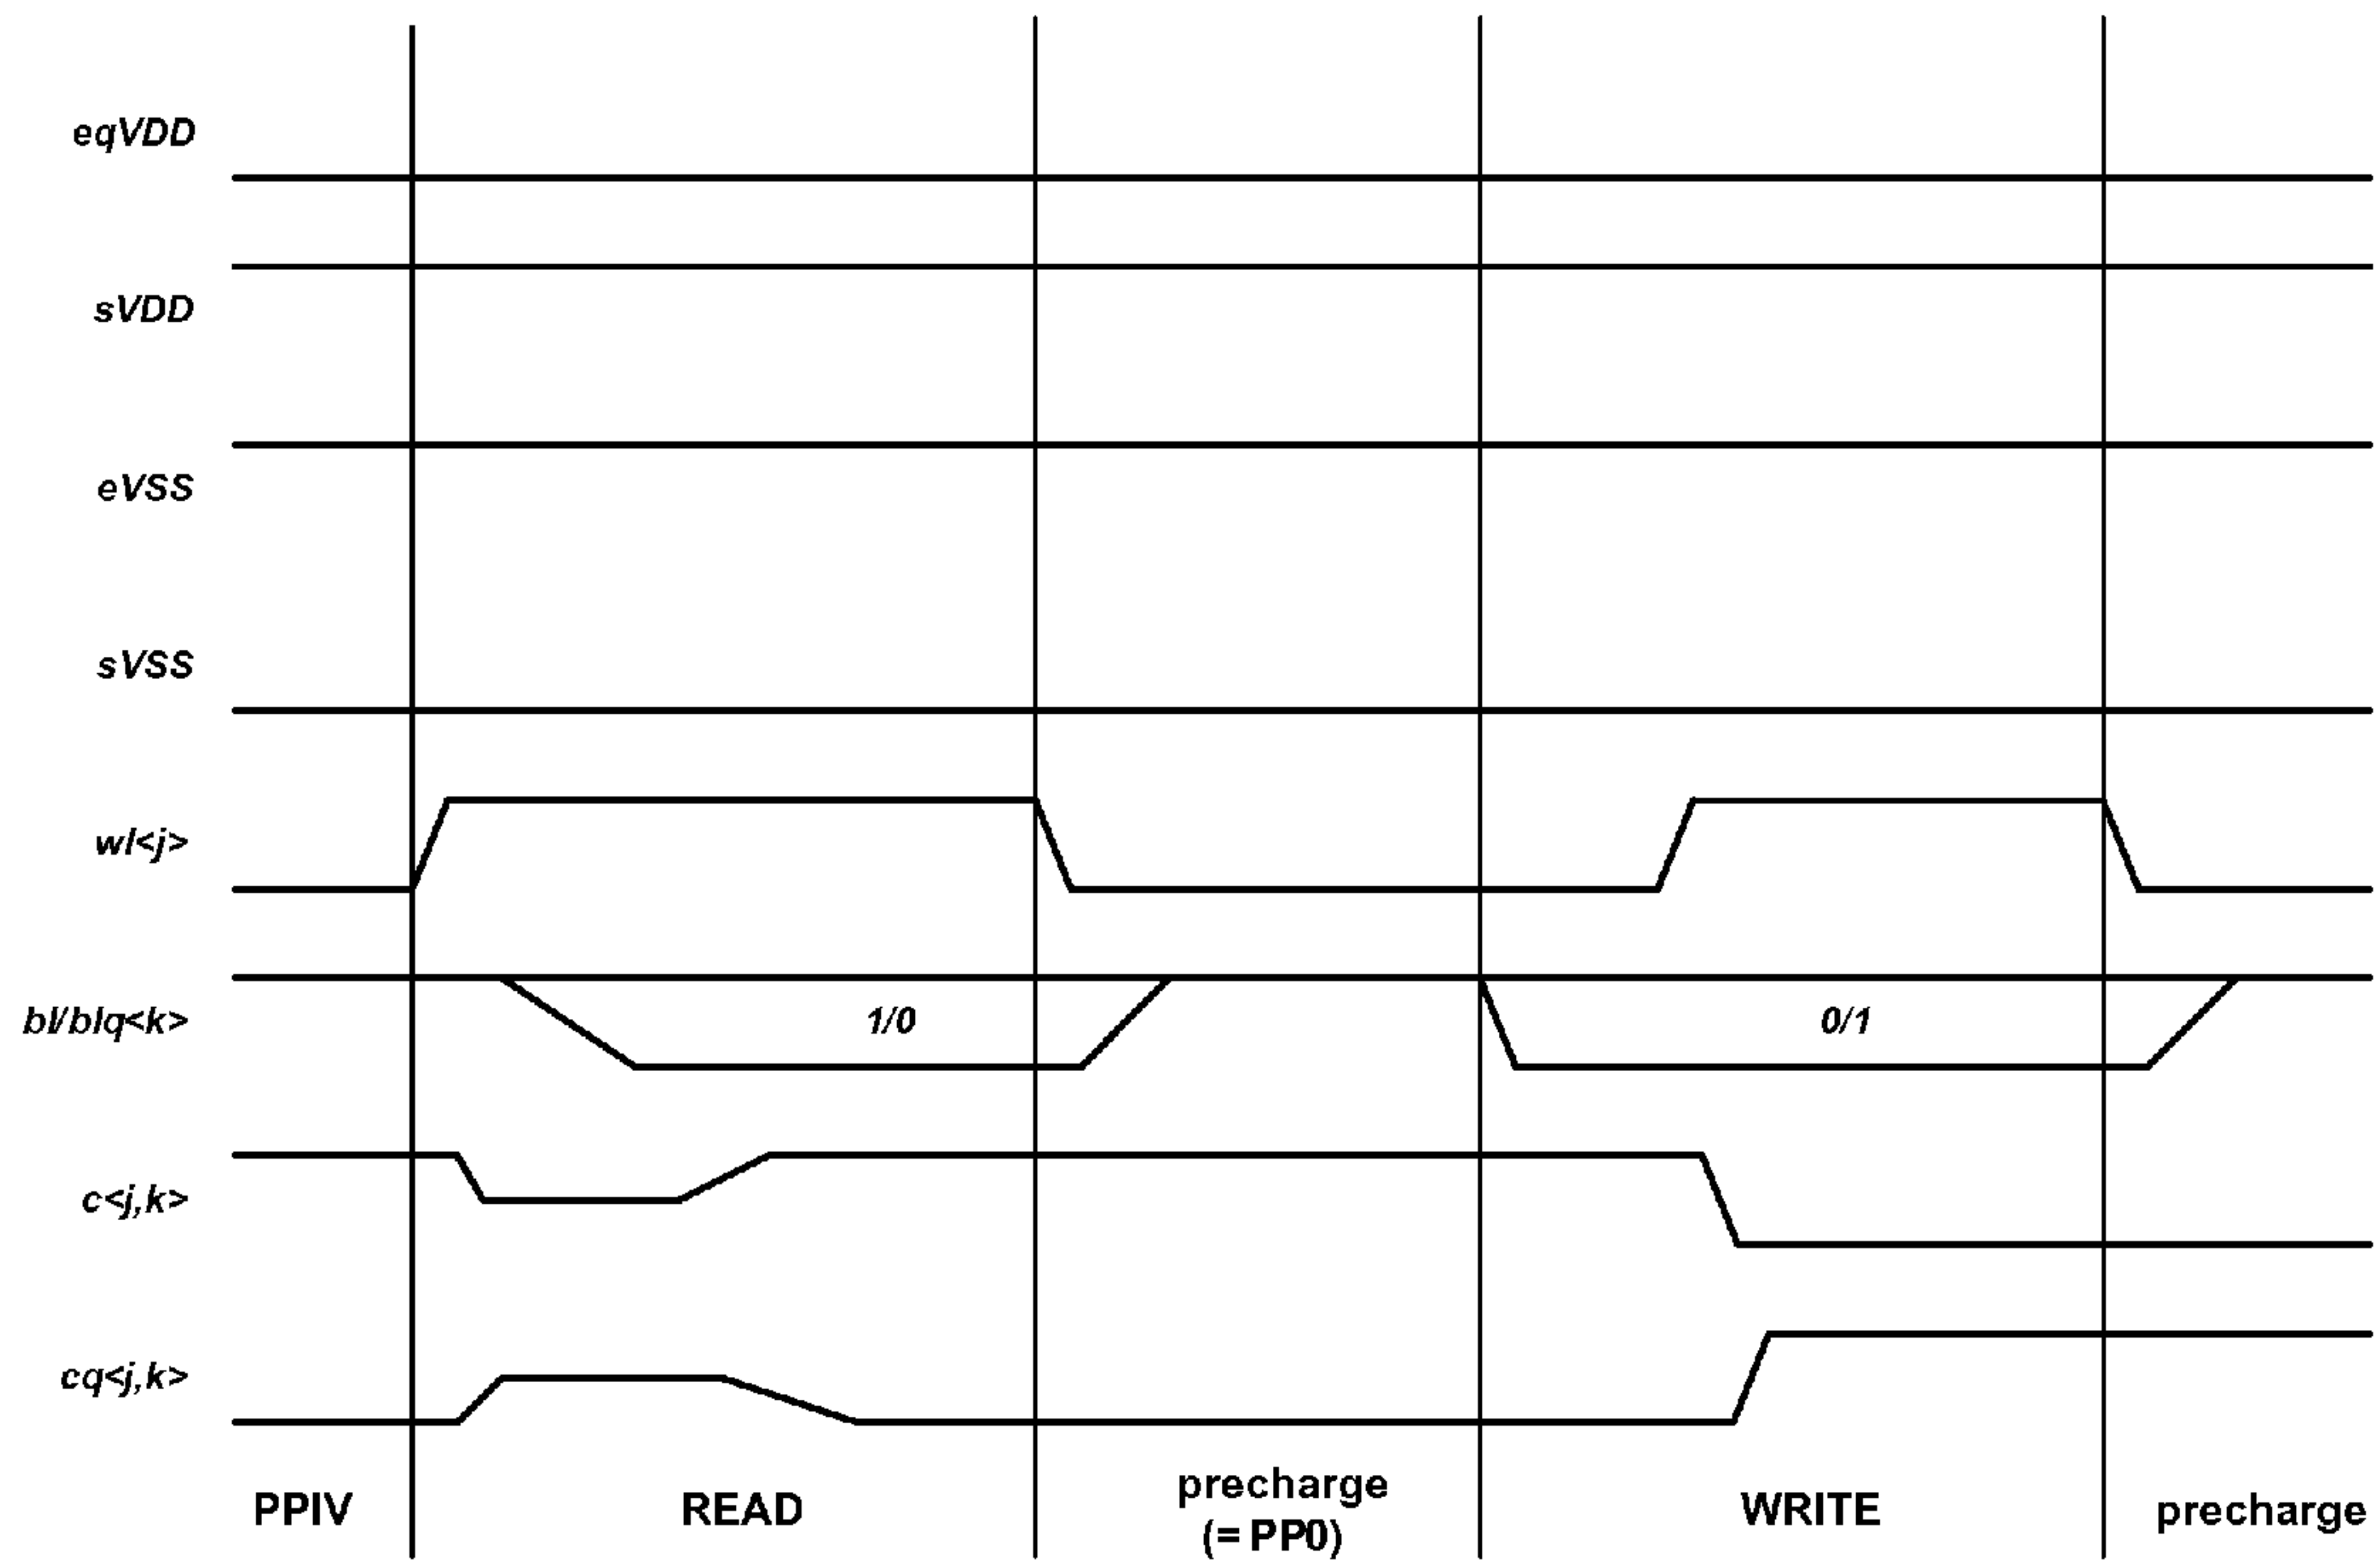 eqVDD
sVDD
eVSS
sVSS
wl<j>
bl/blq<k>
1/0
0/1
c<j,k>
cq<j,k>
PPIV
READ
precharge
(= PP0)
WRITE
precharge